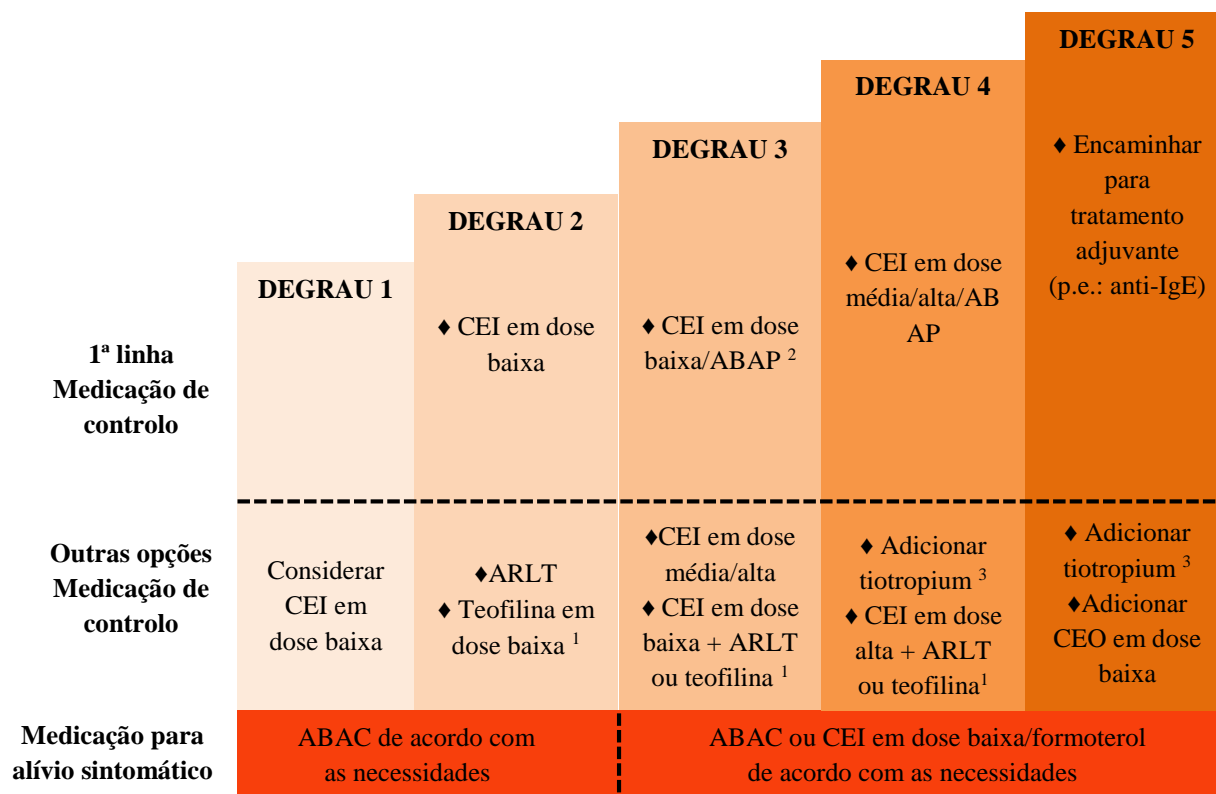 DEGRAU 5
♦ Encaminhar
para
tratamento
adjuvante
(p.e.: anti-IgE)
DEGRAU 4
♦ CEI em dose
média/alta/AB
AP
DEGRAU 3
♦ CEI em dose
baixa/ABAP ²
DEGRAU 2
♦ CEI em dose
baixa
DEGRAU 1
1ª linha
Medicação de
controlo
Outras opções
Medicação de
controlo
Considerar
CEI em
dose baixa
♦ARLT
♦ Teofilina em
dose baixa ¹
♦CEI em dose
média/alta
♦ CEI em dose
baixa + ARLT
ou teofilina ¹
♦ Adicionar
tiotropium ³
♦ CEI em dose
alta + ARLT
ou teofilina¹
♦ Adicionar
tiotropium ³
♦Adicionar
CEO em dose
baixa
Medicação para
alívio sintomático
ABAC de acordo com
as necessidades
ABAC ou CEI em dose baixa/formoterol
de acordo com as necessidades